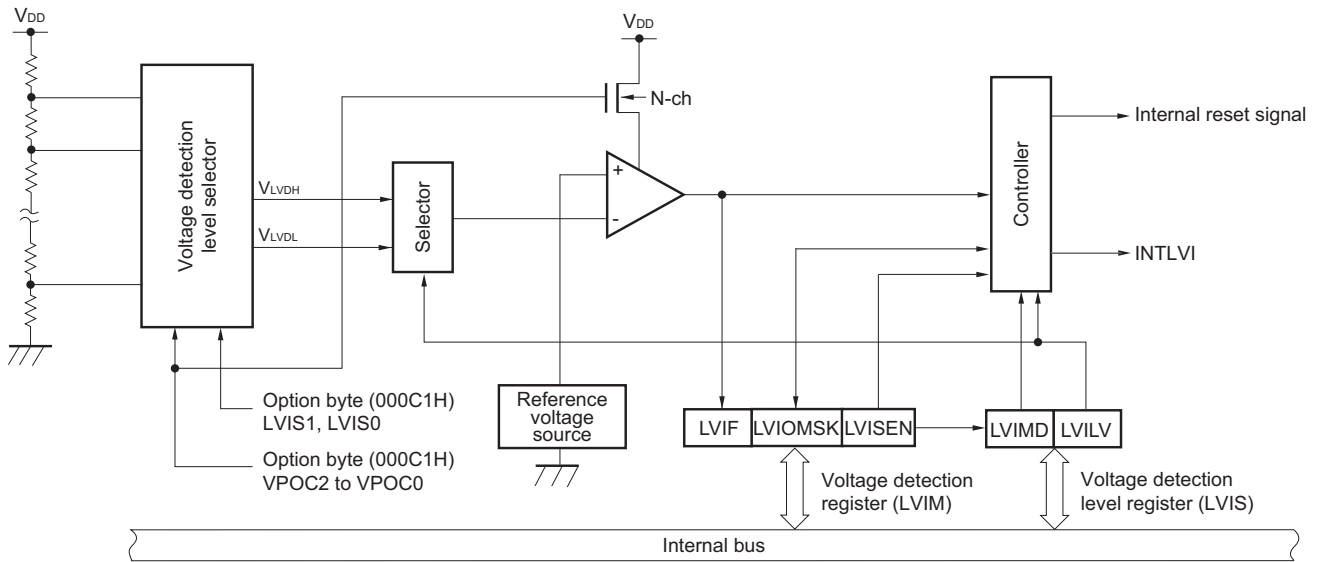 VDD
VDD
N-ch
Voltage detection
level selector
VLVDH
VLVDL
Selector
+
-
Controller
Internal reset signal
INTLVI
Option byte (000C1H)
LVIS1, LVIS0
Option byte (000C1H)
VPOC2 to VPOC0
Reference
voltage
source
LVIF
LVIOMSK
LVISEN
LVIMD
LVILV
Voltage detection
register (LVIM)
Voltage detection
level register (LVIS)
Internal bus